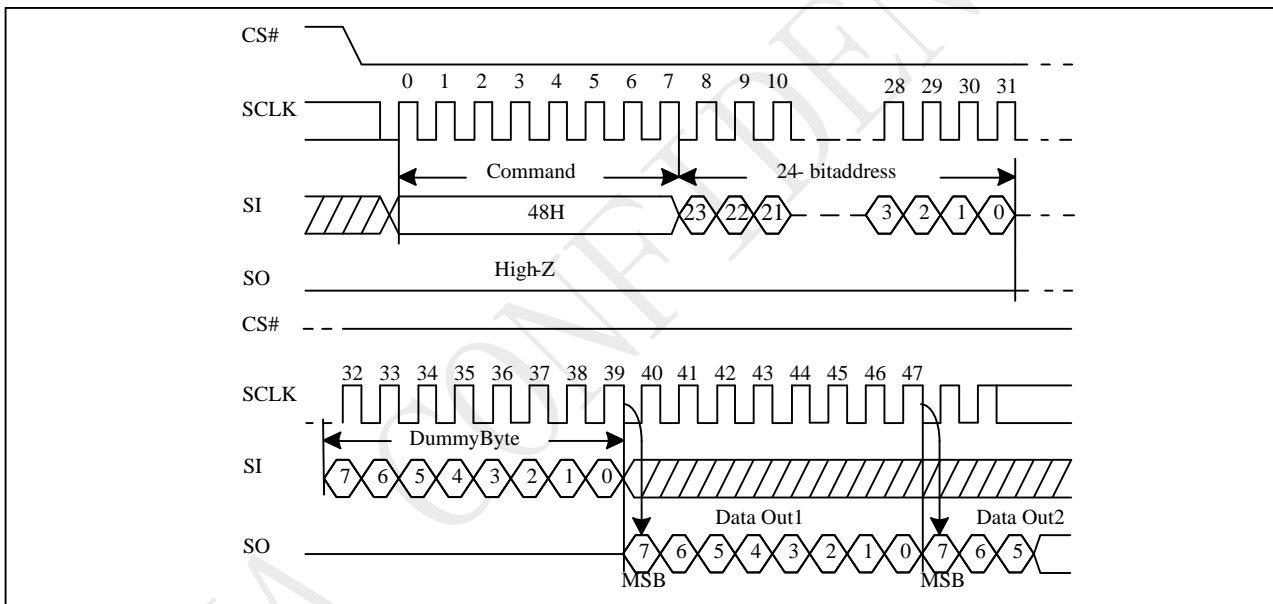 CS#
0 1 2 3 4 5 6 7 8 9 10 28 29 30 31
SCLK
Command 24- bitaddress
SI
48H 23 22 21 3 2 1 0
High-Z
SO
CS#
32 33 34 35 36 37 38 39 40 41 42 43 44 45 46 47
SCLK
DummyByte
SI
7 6 5 4 3 2 1 0
Data Out1 Data Out2
SO
7 6 5 4 3 2 1 0 7 6 5
MSB MSB
CONFIDEN